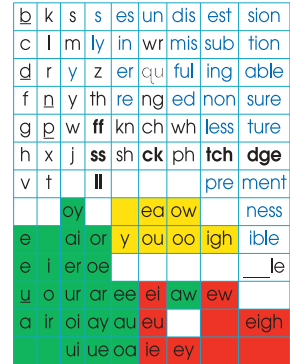 b k s s es un dis est sion
c l m ly in wr mis sub tion
d r y z er qu ful ing able
f n y th re ng ed non sure
g p w ff kn ch wh less ture
h x j ss sh ck ph tch dge
v t ll pre ment
oy ea ow ness
e ai or y ou oo igh ible
e i er oe ___le
u o ur ar ee ei aw ew
a ir oi ay au eu eigh
ui ue oa ie ey